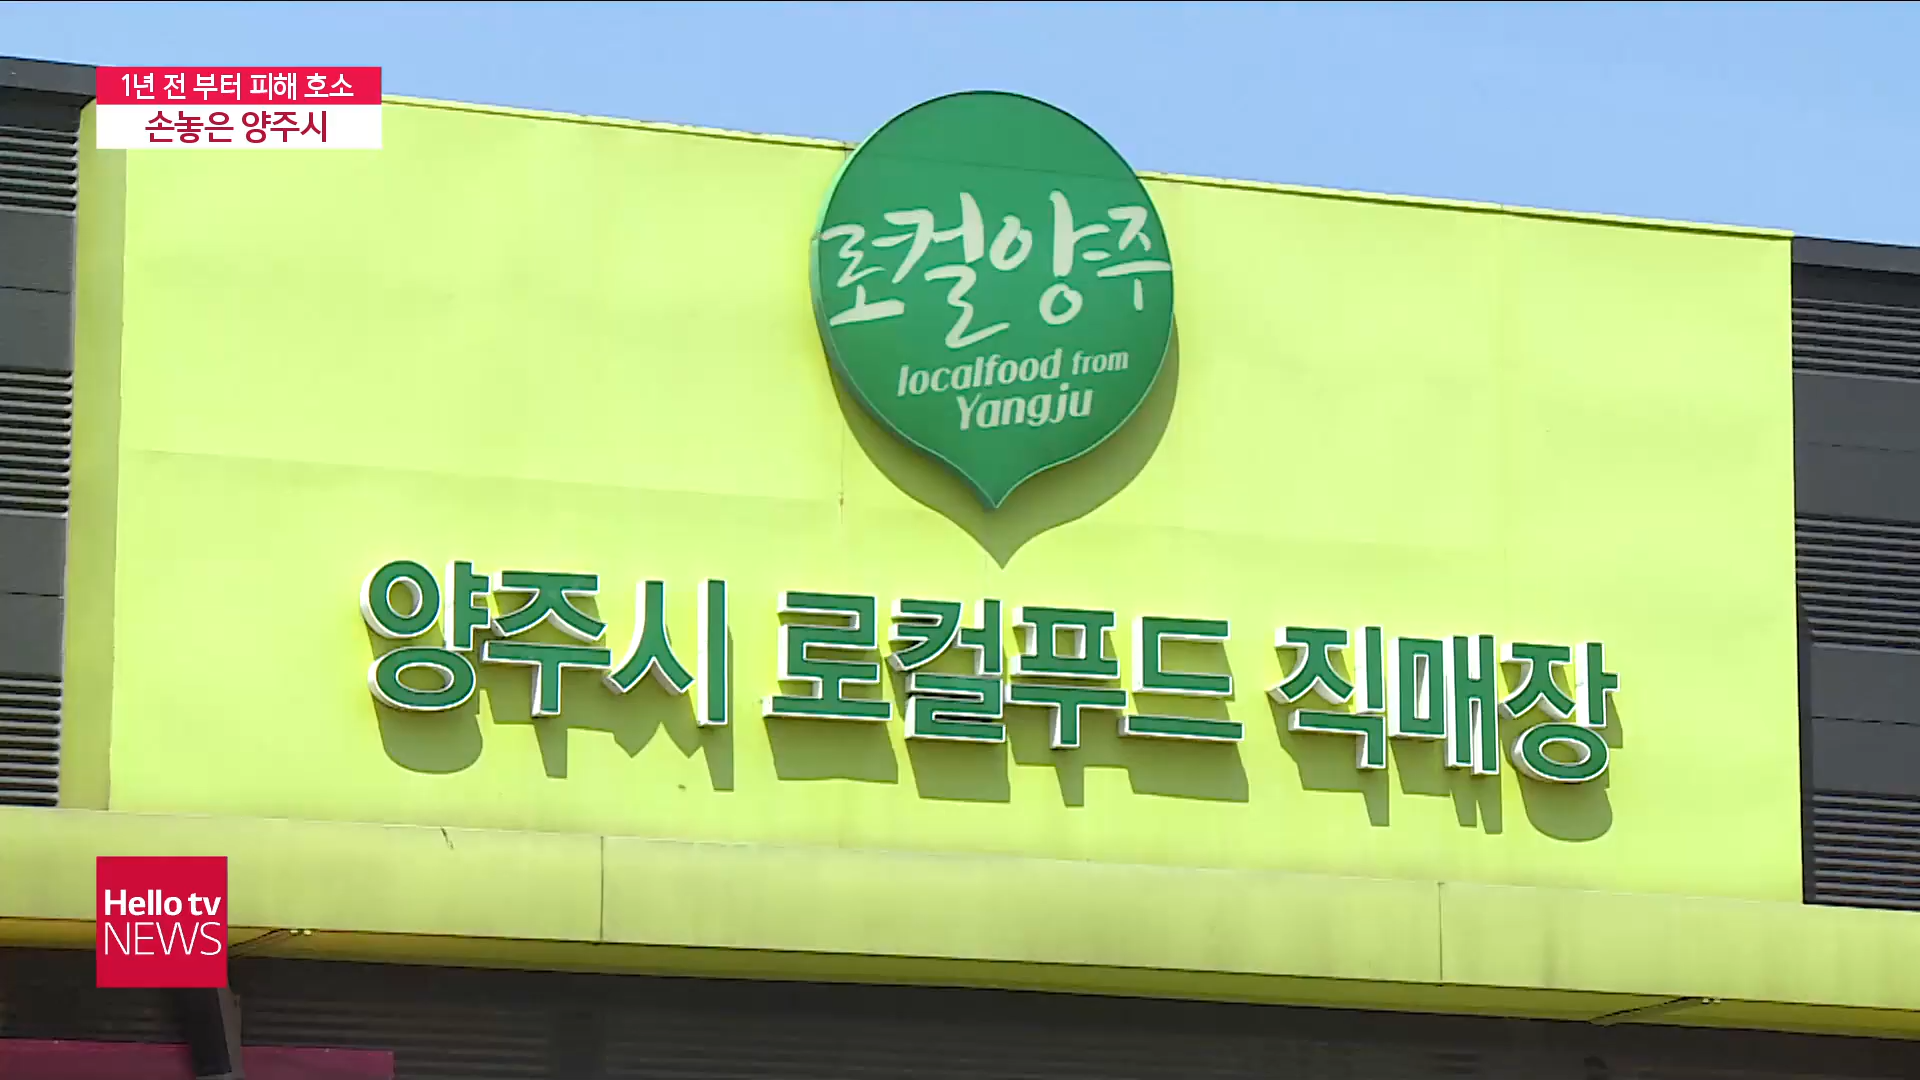 1년 전 부터 피해 호소
손놓은 양주시
로컬양주
localfood from
Yangju
양주시 로컬푸드 직매장
Hello tv
NEWS